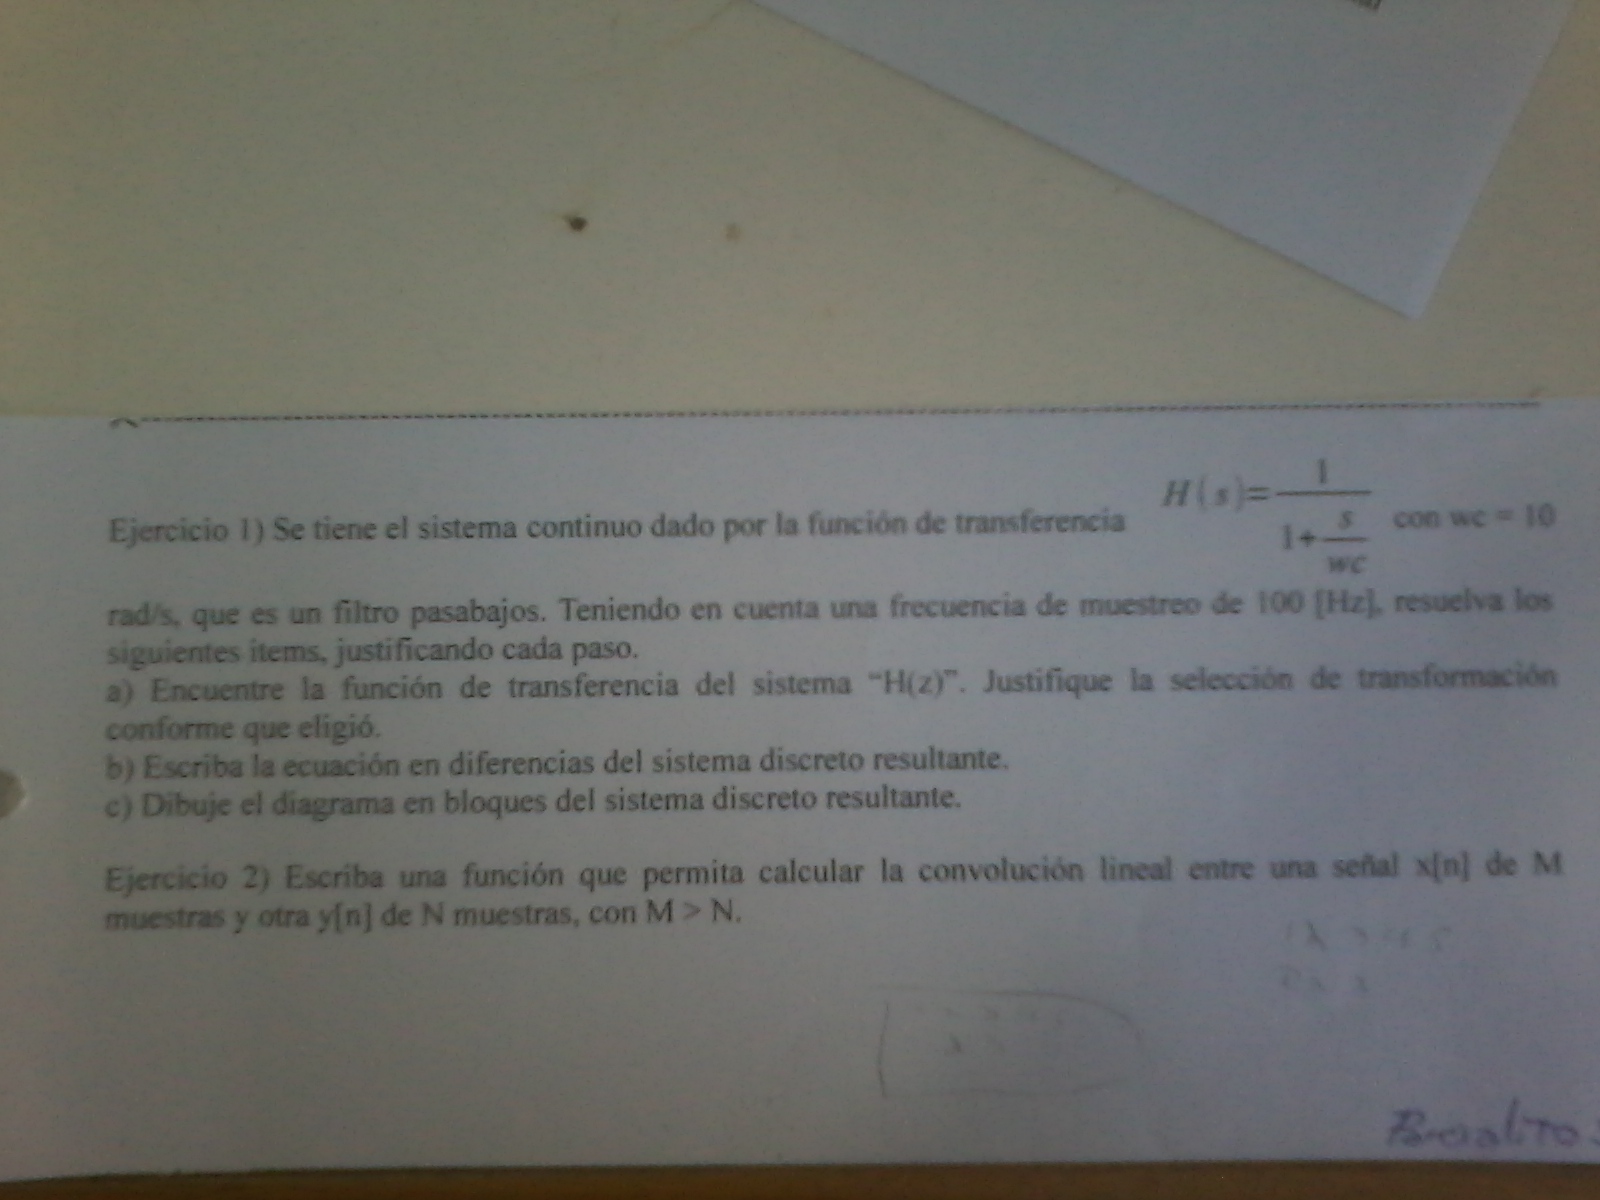 Ejercicio 1) Se tiene el sistema continuo dado por la función de transferencia H(s)=1/(1+s/wc) con wc = 10
rad/s, que es un filtro pasabajos. Teniendo en cuenta una frecuencia de muestreo de 100 [Hz], resuelva los
siguientes items, justificando cada paso.
a) Encuentre la función de transferencia del sistema “H(z)”. Justifique la selección de transformación
conforme que eligió.
b) Escriba la ecuación en diferencias del sistema discreto resultante.
c) Dibuje el diagrama en bloques del sistema discreto resultante.
Ejercicio 2) Escriba una función que permita calcular la convolución lineal entre una señal x[n] de M
muestras y otra y[n] de N muestras, con M > N.